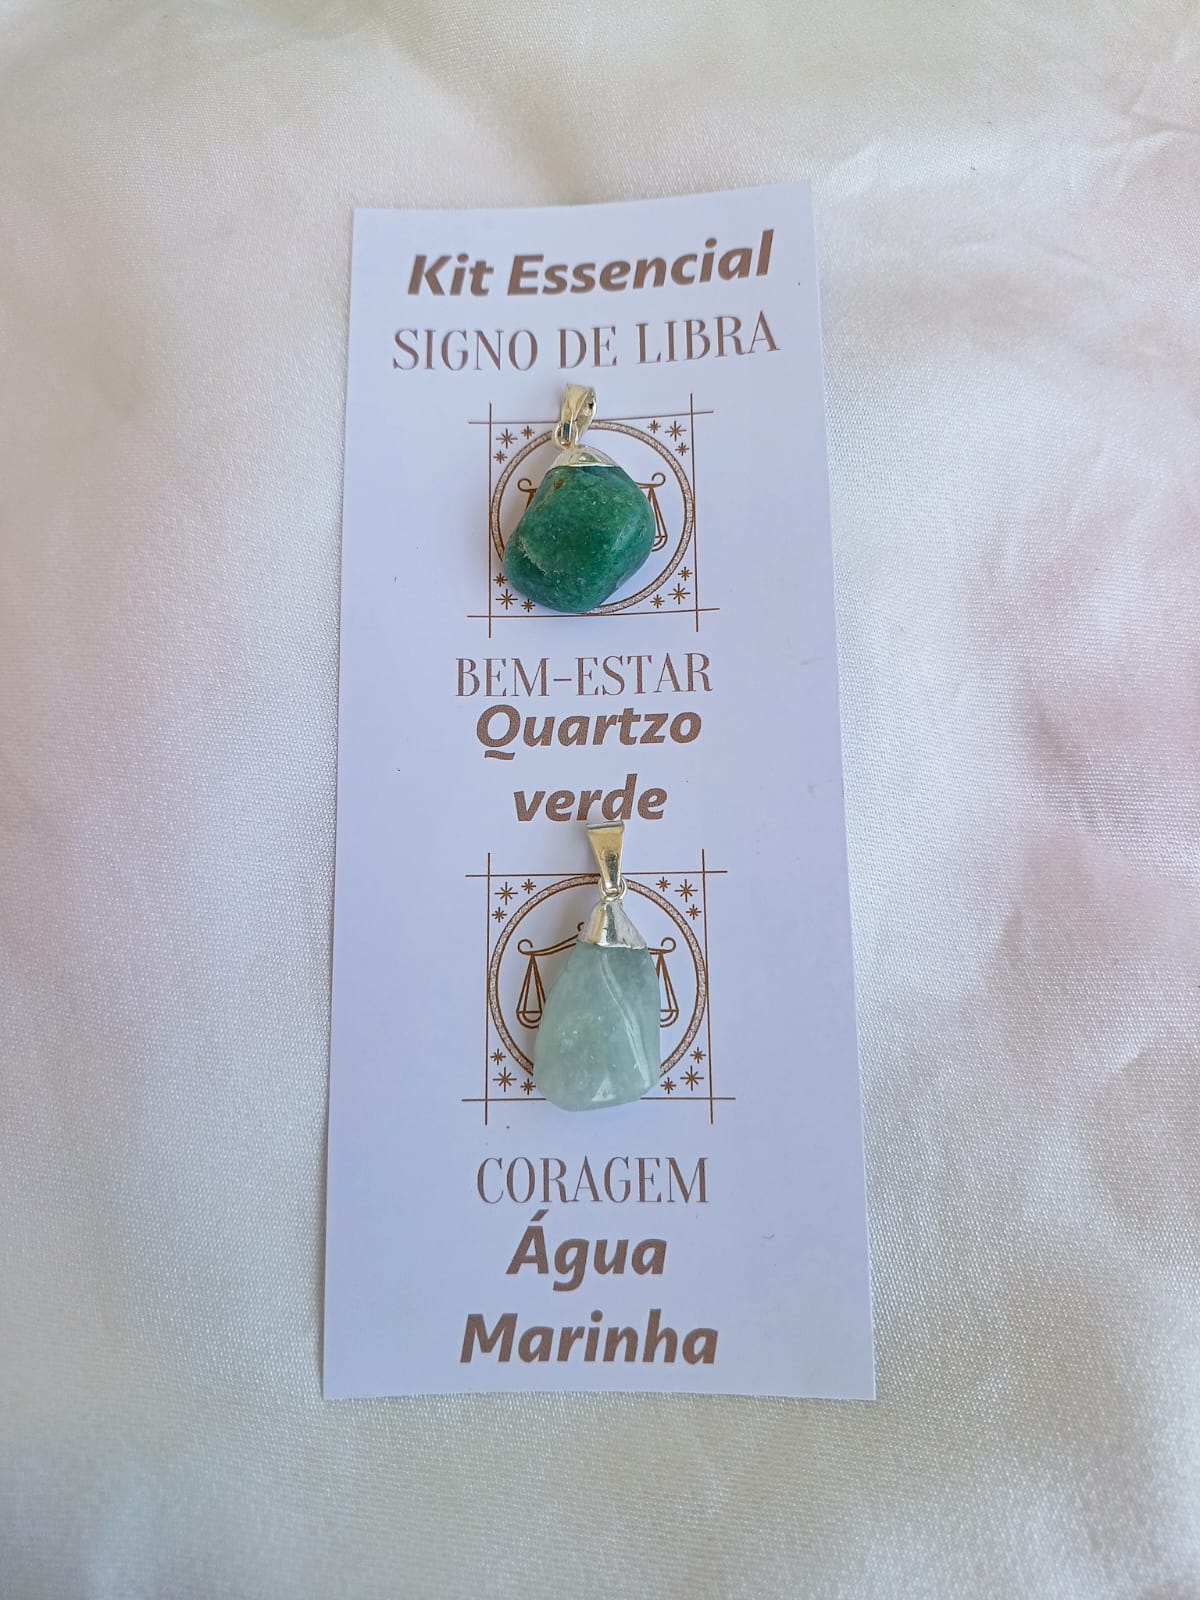 Kit Essencial
SIGNO DE LIBRA
BEM-ESTAR
Quartzo
verde
CORAGEM
Água
Marinha